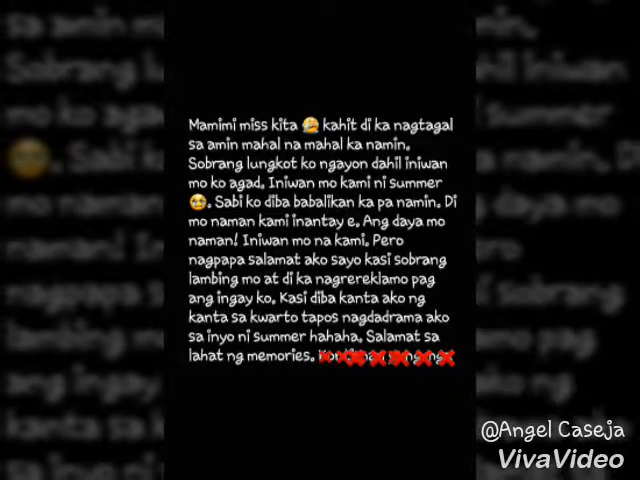 Mamimi miss kita 😢 kahit di ka nagtagal
sa amin mahal na mahal ka namin.
Sobrang lungkot ko ngayon dahil iniwan
mo ko agad. Iniwan mo kami ni summer
🥺. Sabi ko diba babalikan ka pa namin. Di
mo naman kami inantay e. Ang daya mo
naman! Iniwan mo na kami. Pero
nagpapa salamat ako sayo kasi sobrang
lambing mo at di ka nagrereklamo pag
ang ingay ko. Kasi diba kanta ako ng
kanta sa kwarto tapos nagdadrama ako
sa inyo ni summer hahaha. Salamat sa
lahat ng memories.
@Angel Caseja
VivaVideo